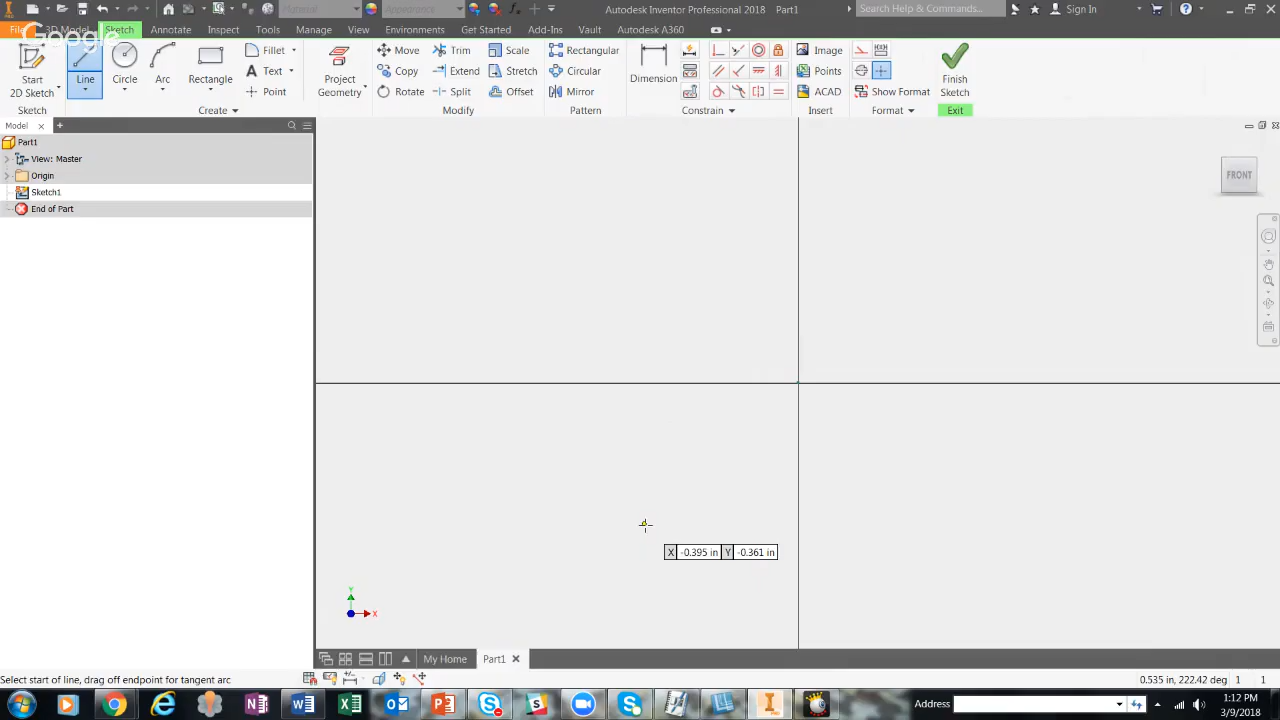 Material
Appearance
Autodesk Inventor Professional 2018
Part1
Search Help & Commands...
Sign In
File
3D Model
Sketch
Annotate
Inspect
Tools
Manage
View
Environments
Get Started
Add-Ins
Vault
Autodesk A360
Start
2D Sketch
Line
Circle
Arc
Rectangle
Fillet
Text
Point
Project
Geometry
Move
Copy
Rotate
Trim
Extend
Split
Scale
Stretch
Offset
Rectangular
Circular
Mirror
Dimension
Image
Points
ACAD
Show Format
Finish
Sketch
Sketch
Create
Modify
Pattern
Constrain
Insert
Format
Exit
Model
Part1
View: Master
Origin
Sketch1
End of Part
FRONT
X -0.395 in Y -0.361 in
Y
X
My Home
Part1
Select start of line, drag off endpoint for tangent arc
0.535 in, 222.42 deg 1 1
Address
1:12 PM
3/9/2018